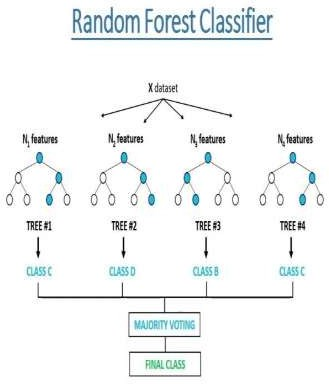 Random Forest Classifier
X dataset
N₁ features N₂ features N₃ features N₄ features
TREE #1 TREE #2 TREE #3 TREE #4
CLASS C CLASS D CLASS B CLASS C
MAJORITY VOTING
FINAL CLASS